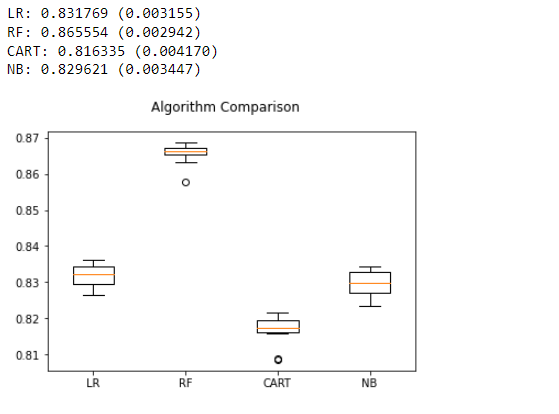 LR: 0.831769 (0.003155)
RF: 0.865554 (0.002942)
CART: 0.816335 (0.004170)
NB: 0.829621 (0.003447)
Algorithm Comparison
0.87
0.86
0.85
0.84
0.83
0.82
0.81
LR RF CART NB